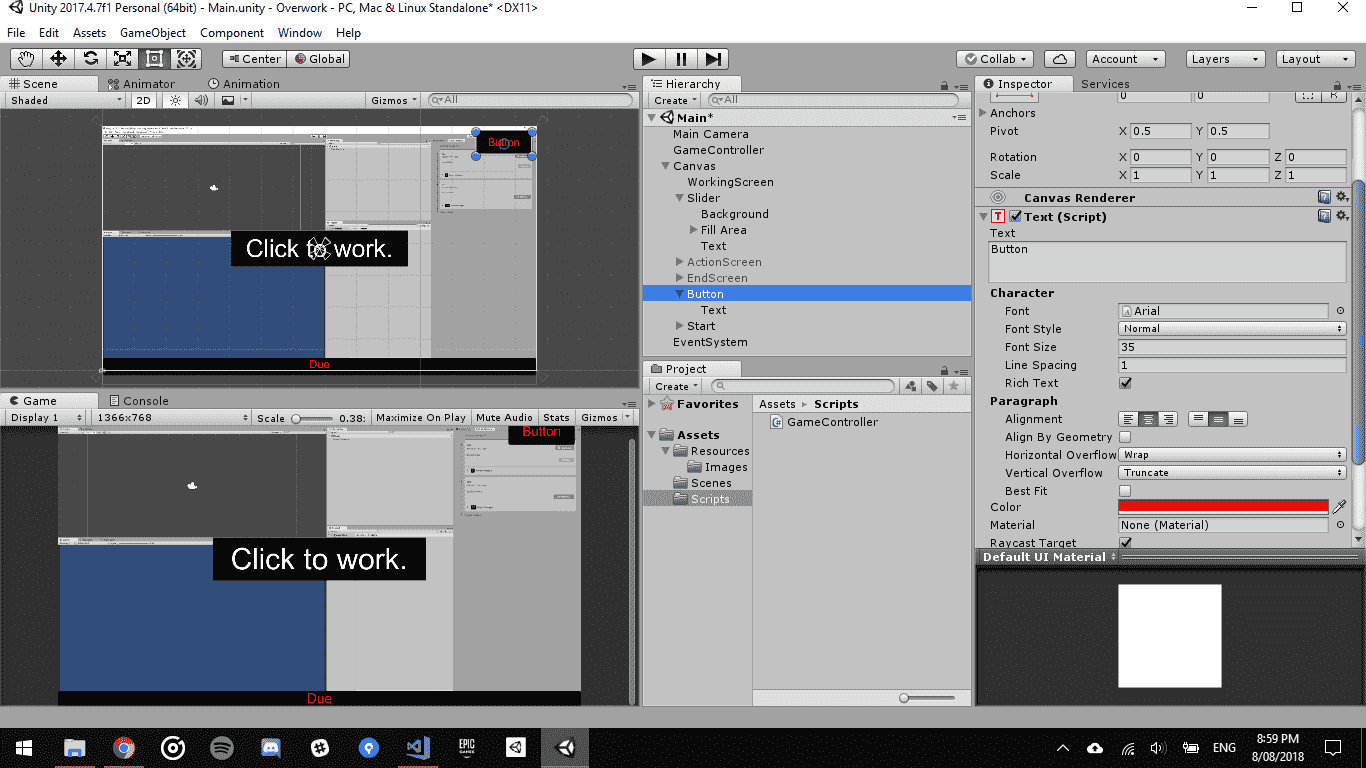 Unity 2017.4.7f1 Personal (64bit) - Main.unity - Overwork - PC, Mac & Linux Standalone* <DX11>
File Edit Assets GameObject Component Window Help
Center Global Collab Account Layers Layout
Scene Animator Animation
Shaded 2D Gizmos All
Button
Click to work.
Due
Game Console
Display 1 1366x768 Scale 0.38: Maximize On Play Mute Audio Stats Gizmos
Button
Click to work.
Due
Hierarchy
Create All
Main*
Main Camera
GameController
Canvas
WorkingScreen
Slider
Background
Fill Area
Text
ActionScreen
EndScreen
Button
Text
Start
EventSystem
Project
Create
Favorites
Assets
Resources
Images
Scenes
Scripts
Assets Scripts
GameController
Inspector Services
0 0 R
Anchors
Pivot X 0.5 Y 0.5
Rotation X 0 Y 0 Z 0
Scale X 1 Y 1 Z 1
Canvas Renderer
T Text (Script)
Text
Button
Character
Font Arial
Font Style Normal
Font Size 35
Line Spacing 1
Rich Text
Paragraph
Alignment
Align By Geometry
Horizontal Overflow Wrap
Vertical Overflow Truncate
Best Fit
Color
Material None (Material)
Raycast Target
Default UI Material
EPIC GAMES
ENG
8:59 PM
8/08/2018